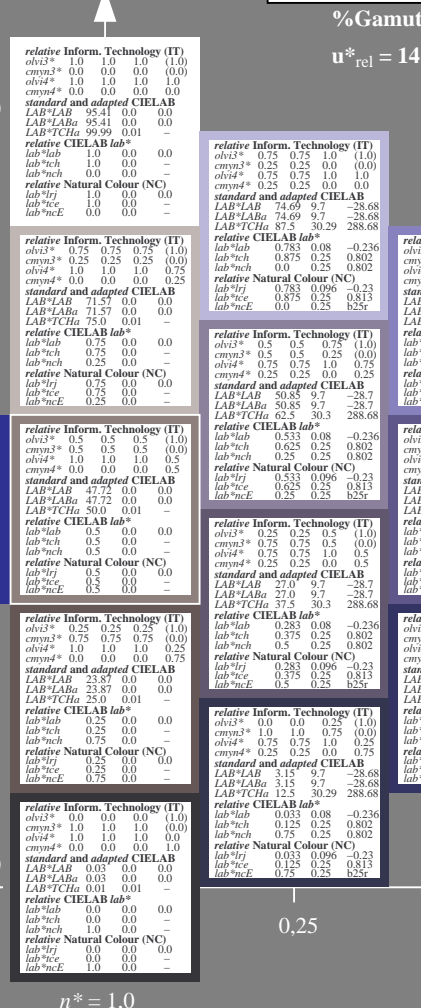 %Gamut
u*rel = 14
relative Inform. Technology (IT)
olvi3* 1.0 1.0 1.0 (1.0)
cmyn3* 0.0 0.0 0.0 (0.0)
olvi4* 1.0 1.0 1.0 1.0
cmyn4* 0.0 0.0 0.0 0.0
standard and adapted CIELAB
LAB*LAB 95.41 0.0 0.0
LAB*LABa 95.41 0.0 0.0
LAB*TCHa 99.99 0.01 –
relative CIELAB lab*
lab*lab 1.0 0.0 0.0
lab*tch 1.0 0.0 –
lab*nch 0.0 0.0 –
relative Natural Colour (NC)
lab*lrj 1.0 0.0 0.0
lab*tce 1.0 0.0 –
lab*ncE 0.0 0.0 –
relative Inform. Technology (IT)
olvi3* 0.75 0.75 0.75 (1.0)
cmyn3* 0.25 0.25 0.25 (0.0)
olvi4* 1.0 1.0 1.0 0.75
cmyn4* 0.0 0.0 0.0 0.25
standard and adapted CIELAB
LAB*LAB 71.57 0.0 0.0
LAB*LABa 71.57 0.0 0.0
LAB*TCHa 75.0 0.01 –
relative CIELAB lab*
lab*lab 0.75 0.0 0.0
lab*tch 0.75 0.0 –
lab*nch 0.25 0.0 –
relative Natural Colour (NC)
lab*lrj 0.75 0.0 0.0
lab*tce 0.75 0.0 –
lab*ncE 0.25 0.0 –
relative Inform. Technology (IT)
olvi3* 0.5 0.5 0.5 (1.0)
cmyn3* 0.5 0.5 0.5 (0.0)
olvi4* 1.0 1.0 1.0 0.5
cmyn4* 0.0 0.0 0.0 0.5
standard and adapted CIELAB
LAB*LAB 47.72 0.0 0.0
LAB*LABa 47.72 0.0 0.0
LAB*TCHa 50.0 0.01 –
relative CIELAB lab*
lab*lab 0.5 0.0 0.0
lab*tch 0.5 0.0 –
lab*nch 0.5 0.0 –
relative Natural Colour (NC)
lab*lrj 0.5 0.0 0.0
lab*tce 0.5 0.0 –
lab*ncE 0.5 0.0 –
relative Inform. Technology (IT)
olvi3* 0.25 0.25 0.25 (1.0)
cmyn3* 0.75 0.75 0.75 (0.0)
olvi4* 1.0 1.0 1.0 0.25
cmyn4* 0.0 0.0 0.0 0.75
standard and adapted CIELAB
LAB*LAB 23.87 0.0 0.0
LAB*LABa 23.87 0.0 0.0
LAB*TCHa 25.0 0.01 –
relative CIELAB lab*
lab*lab 0.25 0.0 0.0
lab*tch 0.25 0.0 –
lab*nch 0.75 0.0 –
relative Natural Colour (NC)
lab*lrj 0.25 0.0 0.0
lab*tce 0.25 0.0 –
lab*ncE 0.75 0.0 –
relative Inform. Technology (IT)
olvi3* 0.0 0.0 0.0 (1.0)
cmyn3* 1.0 1.0 1.0 (0.0)
olvi4* 1.0 1.0 1.0 0.0
cmyn4* 0.0 0.0 0.0 1.0
standard and adapted CIELAB
LAB*LAB 0.03 0.0 0.0
LAB*LABa 0.03 0.0 0.0
LAB*TCHa 0.01 0.01 –
relative CIELAB lab*
lab*lab 0.0 0.0 0.0
lab*tch 0.0 0.0 –
lab*nch 1.0 0.0 –
relative Natural Colour (NC)
lab*lrj 0.0 0.0 0.0
lab*tce 0.0 0.0 –
lab*ncE 1.0 0.0 –
n* = 1,0
relative Inform. Technology (IT)
olvi3* 0.75 0.75 1.0 (1.0)
cmyn3* 0.25 0.25 0.0 (0.0)
olvi4* 0.75 0.75 1.0 1.0
cmyn4* 0.25 0.25 0.0 0.0
standard and adapted CIELAB
LAB*LAB 74.69 9.7 –28.68
LAB*LABa 74.69 9.7 –28.68
LAB*TCHa 87.5 30.29 288.68
relative CIELAB lab*
lab*lab 0.783 0.08 –0.236
lab*tch 0.875 0.25 0.802
lab*nch 0.0 0.25 0.802
relative Natural Colour (NC)
lab*lrj 0.783 0.096 –0.23
lab*tce 0.875 0.25 0.813
lab*ncE 0.0 0.25 b25r
relative Inform. Technology (IT)
olvi3* 0.5 0.5 0.75 (1.0)
cmyn3* 0.5 0.5 0.25 (0.0)
olvi4* 0.75 0.75 1.0 0.75
cmyn4* 0.25 0.25 0.0 0.25
standard and adapted CIELAB
LAB*LAB 50.85 9.7 –28.7
LAB*LABa 50.85 9.7 –28.7
LAB*TCHa 62.5 30.3 288.68
relative CIELAB lab*
lab*lab 0.533 0.08 –0.236
lab*tch 0.625 0.25 0.802
lab*nch 0.25 0.25 0.802
relative Natural Colour (NC)
lab*lrj 0.533 0.096 –0.23
lab*tce 0.625 0.25 0.813
lab*ncE 0.25 0.25 b25r
relative Inform. Technology (IT)
olvi3* 0.25 0.25 0.5 (1.0)
cmyn3* 0.75 0.75 0.5 (0.0)
olvi4* 0.75 0.75 1.0 0.5
cmyn4* 0.25 0.25 0.0 0.5
standard and adapted CIELAB
LAB*LAB 27.0 9.7 –28.7
LAB*LABa 27.0 9.7 –28.7
LAB*TCHa 37.5 30.3 288.68
relative CIELAB lab*
lab*lab 0.283 0.08 –0.236
lab*tch 0.375 0.25 0.802
lab*nch 0.5 0.25 0.802
relative Natural Colour (NC)
lab*lrj 0.283 0.096 –0.23
lab*tce 0.375 0.25 0.813
lab*ncE 0.5 0.25 b25r
relative Inform. Technology (IT)
olvi3* 0.0 0.0 0.25 (1.0)
cmyn3* 1.0 1.0 0.75 (0.0)
olvi4* 0.75 0.75 1.0 0.25
cmyn4* 0.25 0.25 0.0 0.75
standard and adapted CIELAB
LAB*LAB 3.15 9.7 –28.68
LAB*LABa 3.15 9.7 –28.68
LAB*TCHa 12.5 30.29 288.68
relative CIELAB lab*
lab*lab 0.033 0.08 –0.236
lab*tch 0.125 0.25 0.802
lab*nch 0.75 0.25 0.802
relative Natural Colour (NC)
lab*lrj 0.033 0.096 –0.23
lab*tce 0.125 0.25 0.813
lab*ncE 0.75 0.25 b25r
0,25